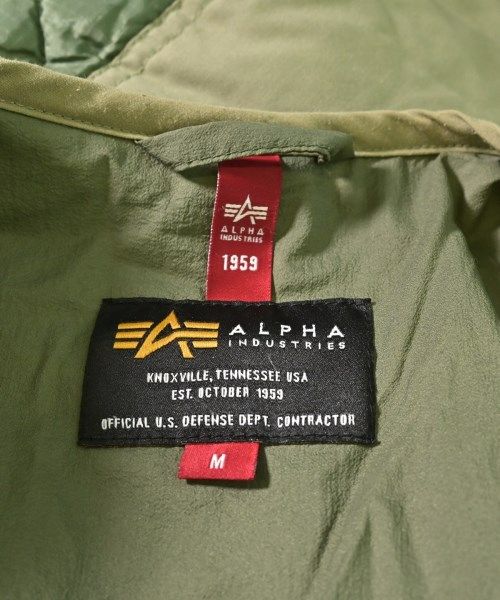 ALPHA
INDUSTRIES
1959
ALPHA
INDUSTRIES
KNOXVILLE, TENNESSEE USA
EST. OCTOBER 1959
OFFICIAL U.S. DEFENSE DEPT. CONTRACTOR
M